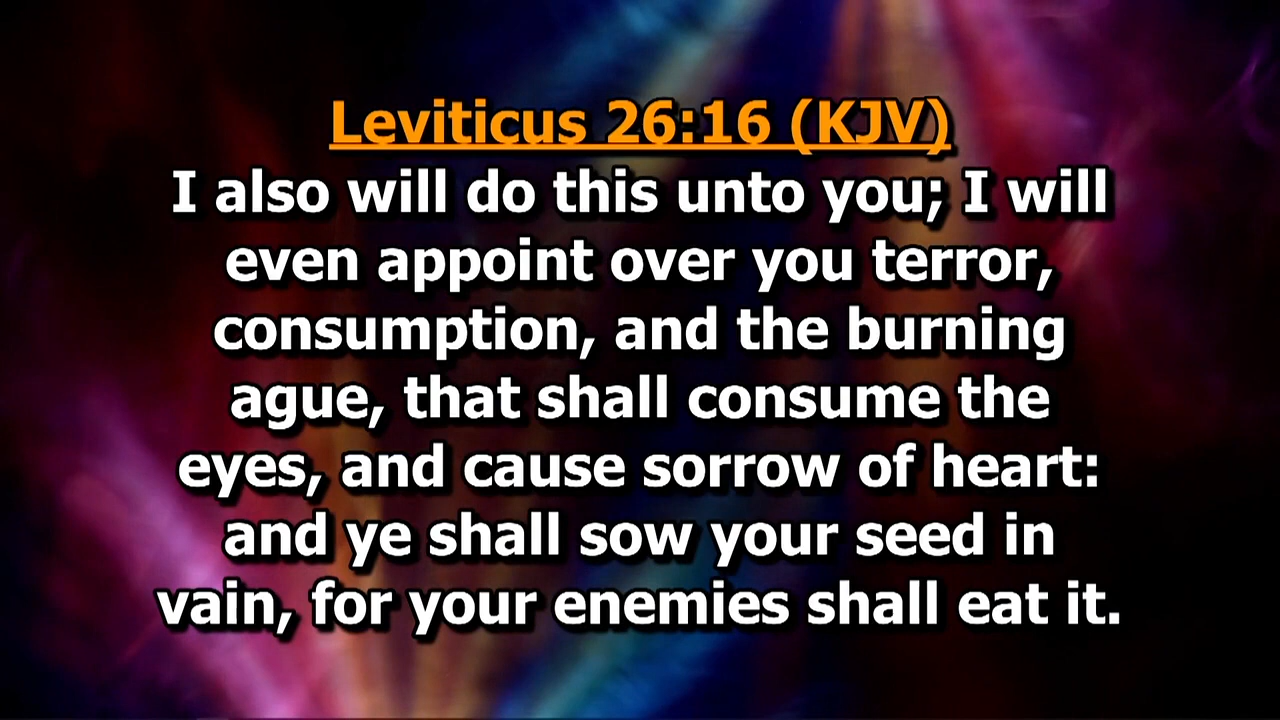 Leviticus 26:16 (KJV)
I also will do this unto you; I will
even appoint over you terror,
consumption, and the burning
ague, that shall consume the
eyes, and cause sorrow of heart:
and ye shall sow your seed in
vain, for your enemies shall eat it.